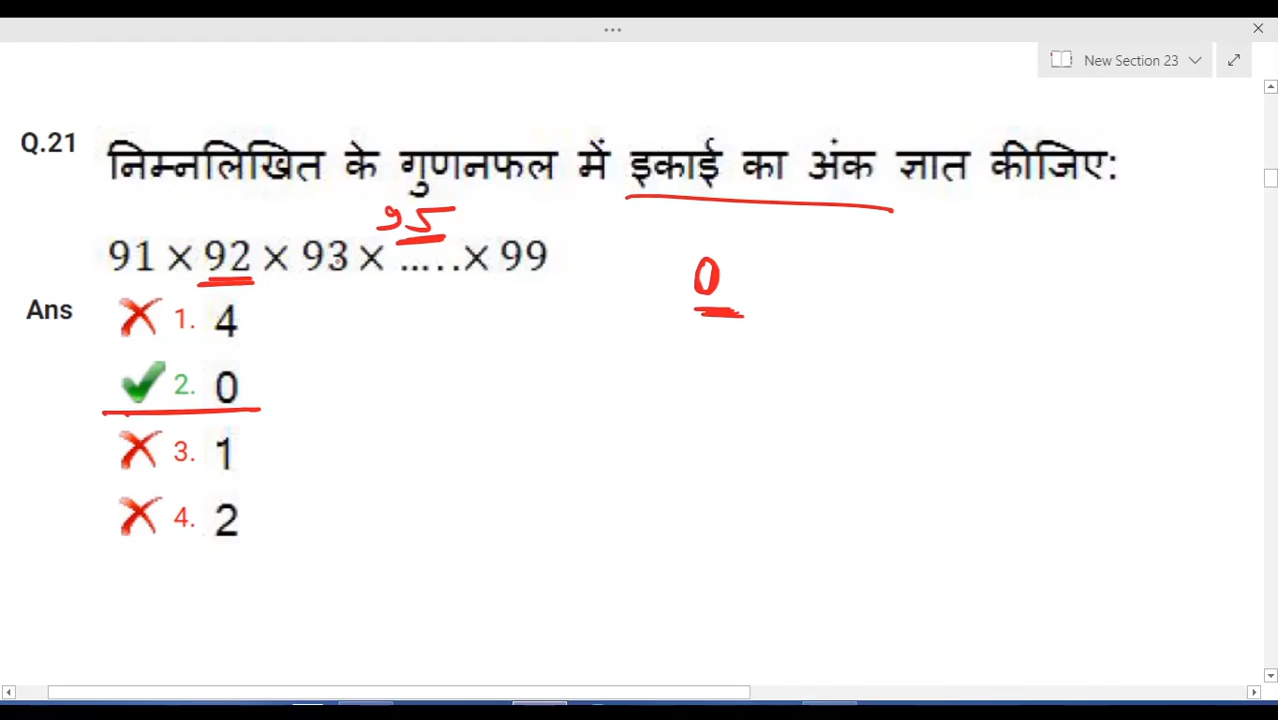 ...
New Section 23
Q.21 निम्नलिखित के गुणनफल में इकाई का अंक ज्ञात कीजिए:
95
91 × 92 × 93 × ..... × 99
0
Ans 1. 4
2. 0
3. 1
4. 2